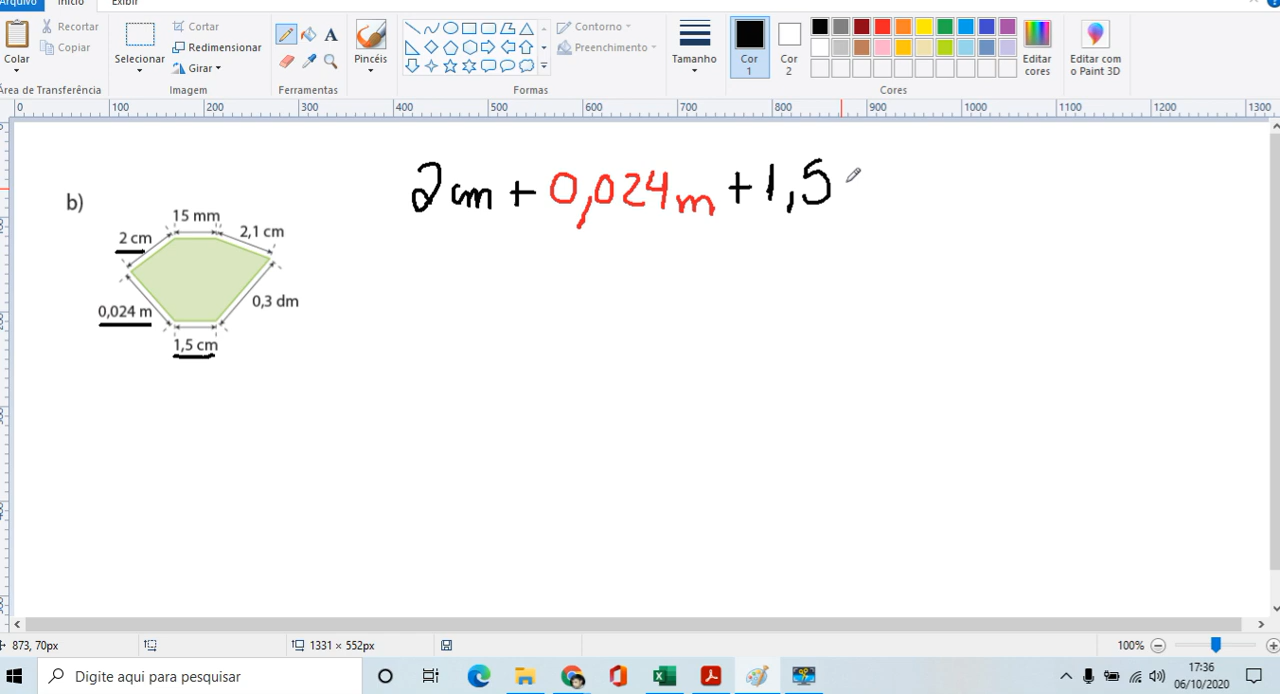 Arquivo Início Exibir
Colar
Recortar
Copiar
Área de Transferência
Selecionar
Redimensionar
Girar
Imagem
A
Ferramentas
Pincéis
Contorno
Preenchimento
Formas
Tamanho
Cor 1
Cor 2
Editar cores
Editar com o Paint 3D
Cores
0 100 200 300 400 500 600 700 800 900 1000 1100 1200 1300
2 cm + 0,024 m + 1,5
b)
15 mm
2 cm
2,1 cm
0,024 m
0,3 dm
1,5 cm
873, 70px
1331 × 552px
100%
Digite aqui para pesquisar
17:36
06/10/2020